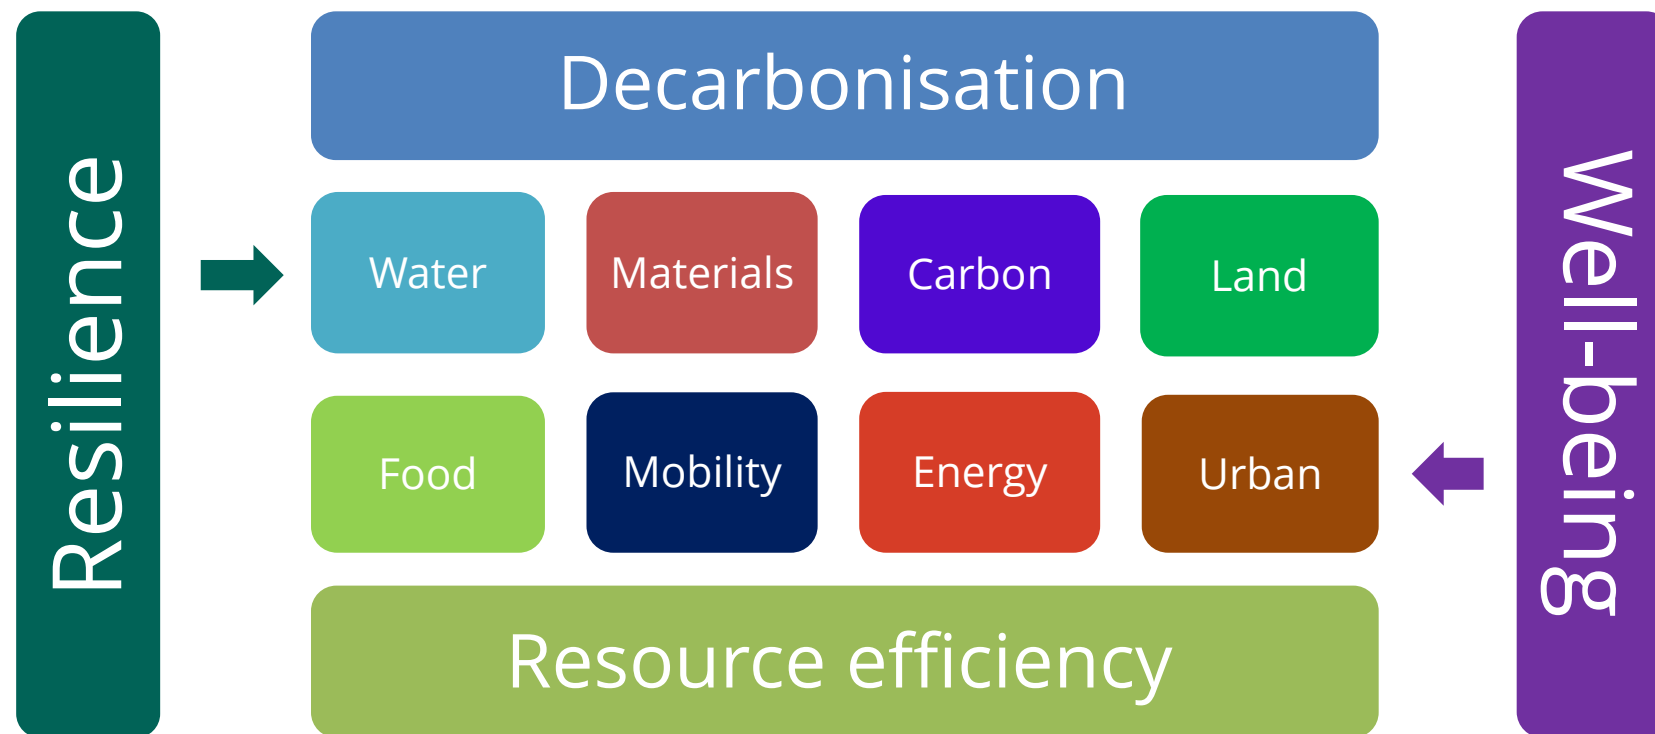 Resilience
Decarbonisation
Water
Materials
Carbon
Land
Food
Mobility
Energy
Urban
Resource efficiency
Well-being